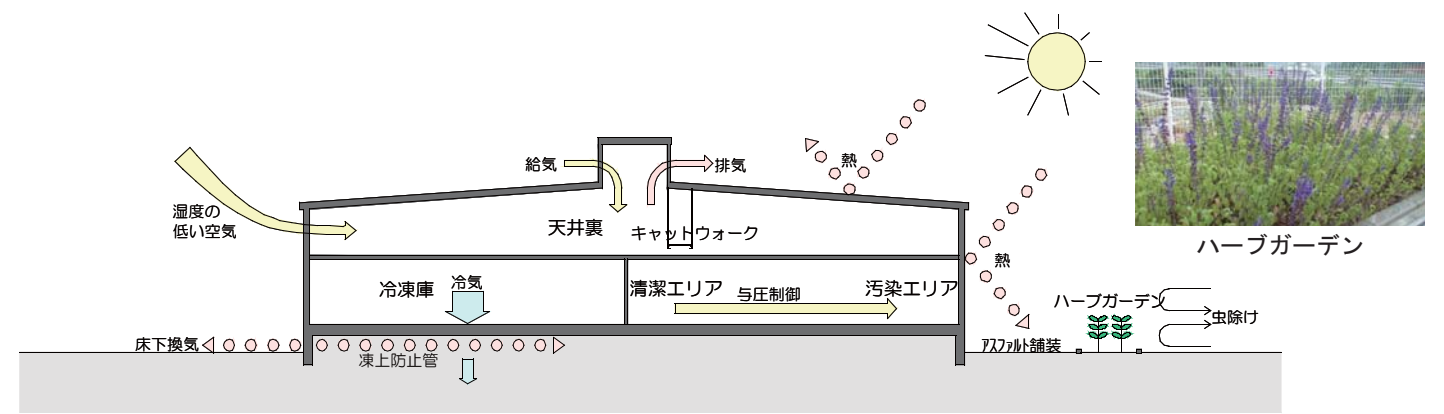 給気
排気
熱
湿度の
低い空気
天井裏
キャットウォーク
ハーブガーデン
熱
冷凍庫
冷気
清潔エリア
与圧制御
汚染エリア
ハーブガーデン
虫除け
床下換気
凍上防止管
ｱｽﾌｧﾙﾄ舗装